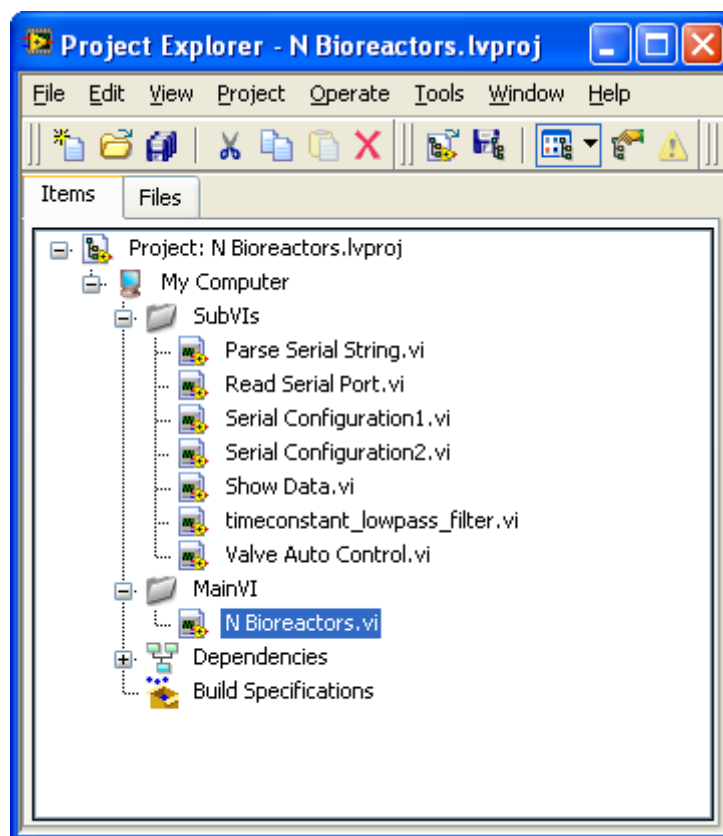 Project Explorer - N Bioreactors.lvproj
File Edit View Project Operate Tools Window Help
Items Files
Project: N Bioreactors.lvproj
My Computer
SubVIs
Parse Serial String.vi
Read Serial Port.vi
Serial Configuration1.vi
Serial Configuration2.vi
Show Data.vi
timeconstant_lowpass_filter.vi
Valve Auto Control.vi
MainVI
N Bioreactors.vi
Dependencies
Build Specifications